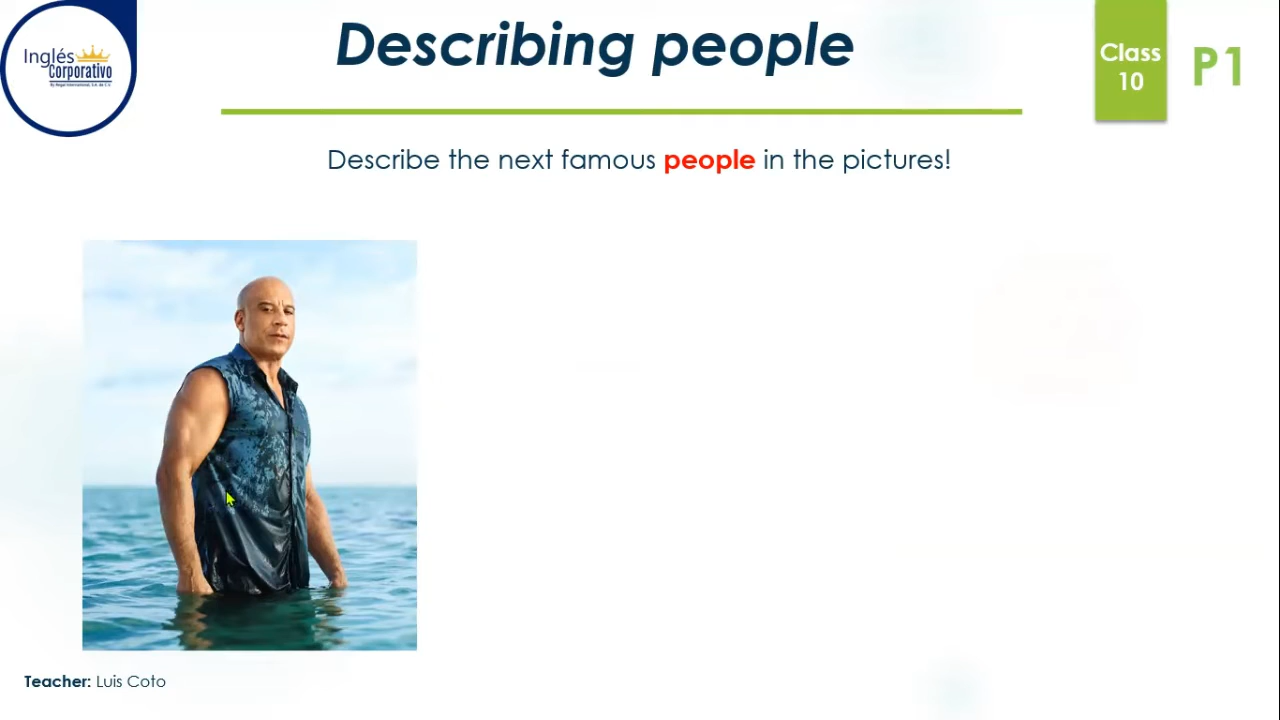 Inglés
Corporativo
Describing people
Class
10
P1
Describe the next famous people in the pictures!
Teacher: Luis Coto